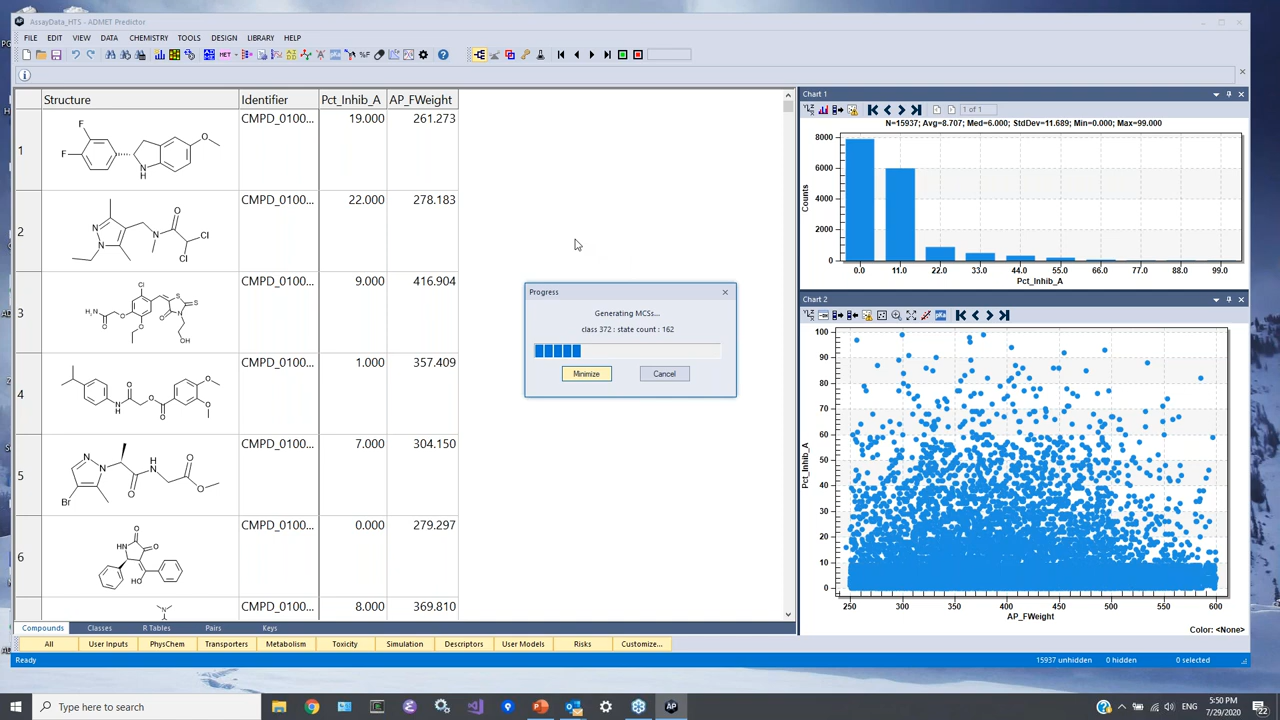 AssayData_HTS - ADMET Predictor
FILE EDIT VIEW DATA CHEMISTRY TOOLS DESIGN LIBRARY HELP
Structure Identifier Pct_Inhib_A AP_FWeight
1 CMPD_0100... 19.000 261.273
2 CMPD_0100... 22.000 278.183
3 CMPD_0100... 9.000 416.904
4 CMPD_0100... 1.000 357.409
5 CMPD_0100... 7.000 304.150
6 CMPD_0100... 0.000 279.297
CMPD_0100... 8.000 369.810
Compounds Classes R Tables Pairs Keys
All User Inputs PhysChem Transporters Metabolism Toxicity Simulation Descriptors User Models Risks Customize...
Ready 15937 unhidden 0 hidden 0 selected
Progress
Generating MCSs...
class 372 : state count : 162
Minimize Cancel
Chart 1
1 of 1
N=15937; Avg=8.707; Med=6.000; StdDev=11.689; Min=0.000; Max=99.000
8000
6000
4000
2000
0
Counts
0.0 11.0 22.0 33.0 44.0 55.0 66.0 77.0 88.0 99.0
Pct_Inhib_A
Chart 2
100
90
80
70
60
50
40
30
20
10
0
Pct_Inhib_A
250 300 350 400 450 500 550 600
AP_FWeight
Color: <None>
Type here to search
ENG
5:50 PM
7/29/2020
22